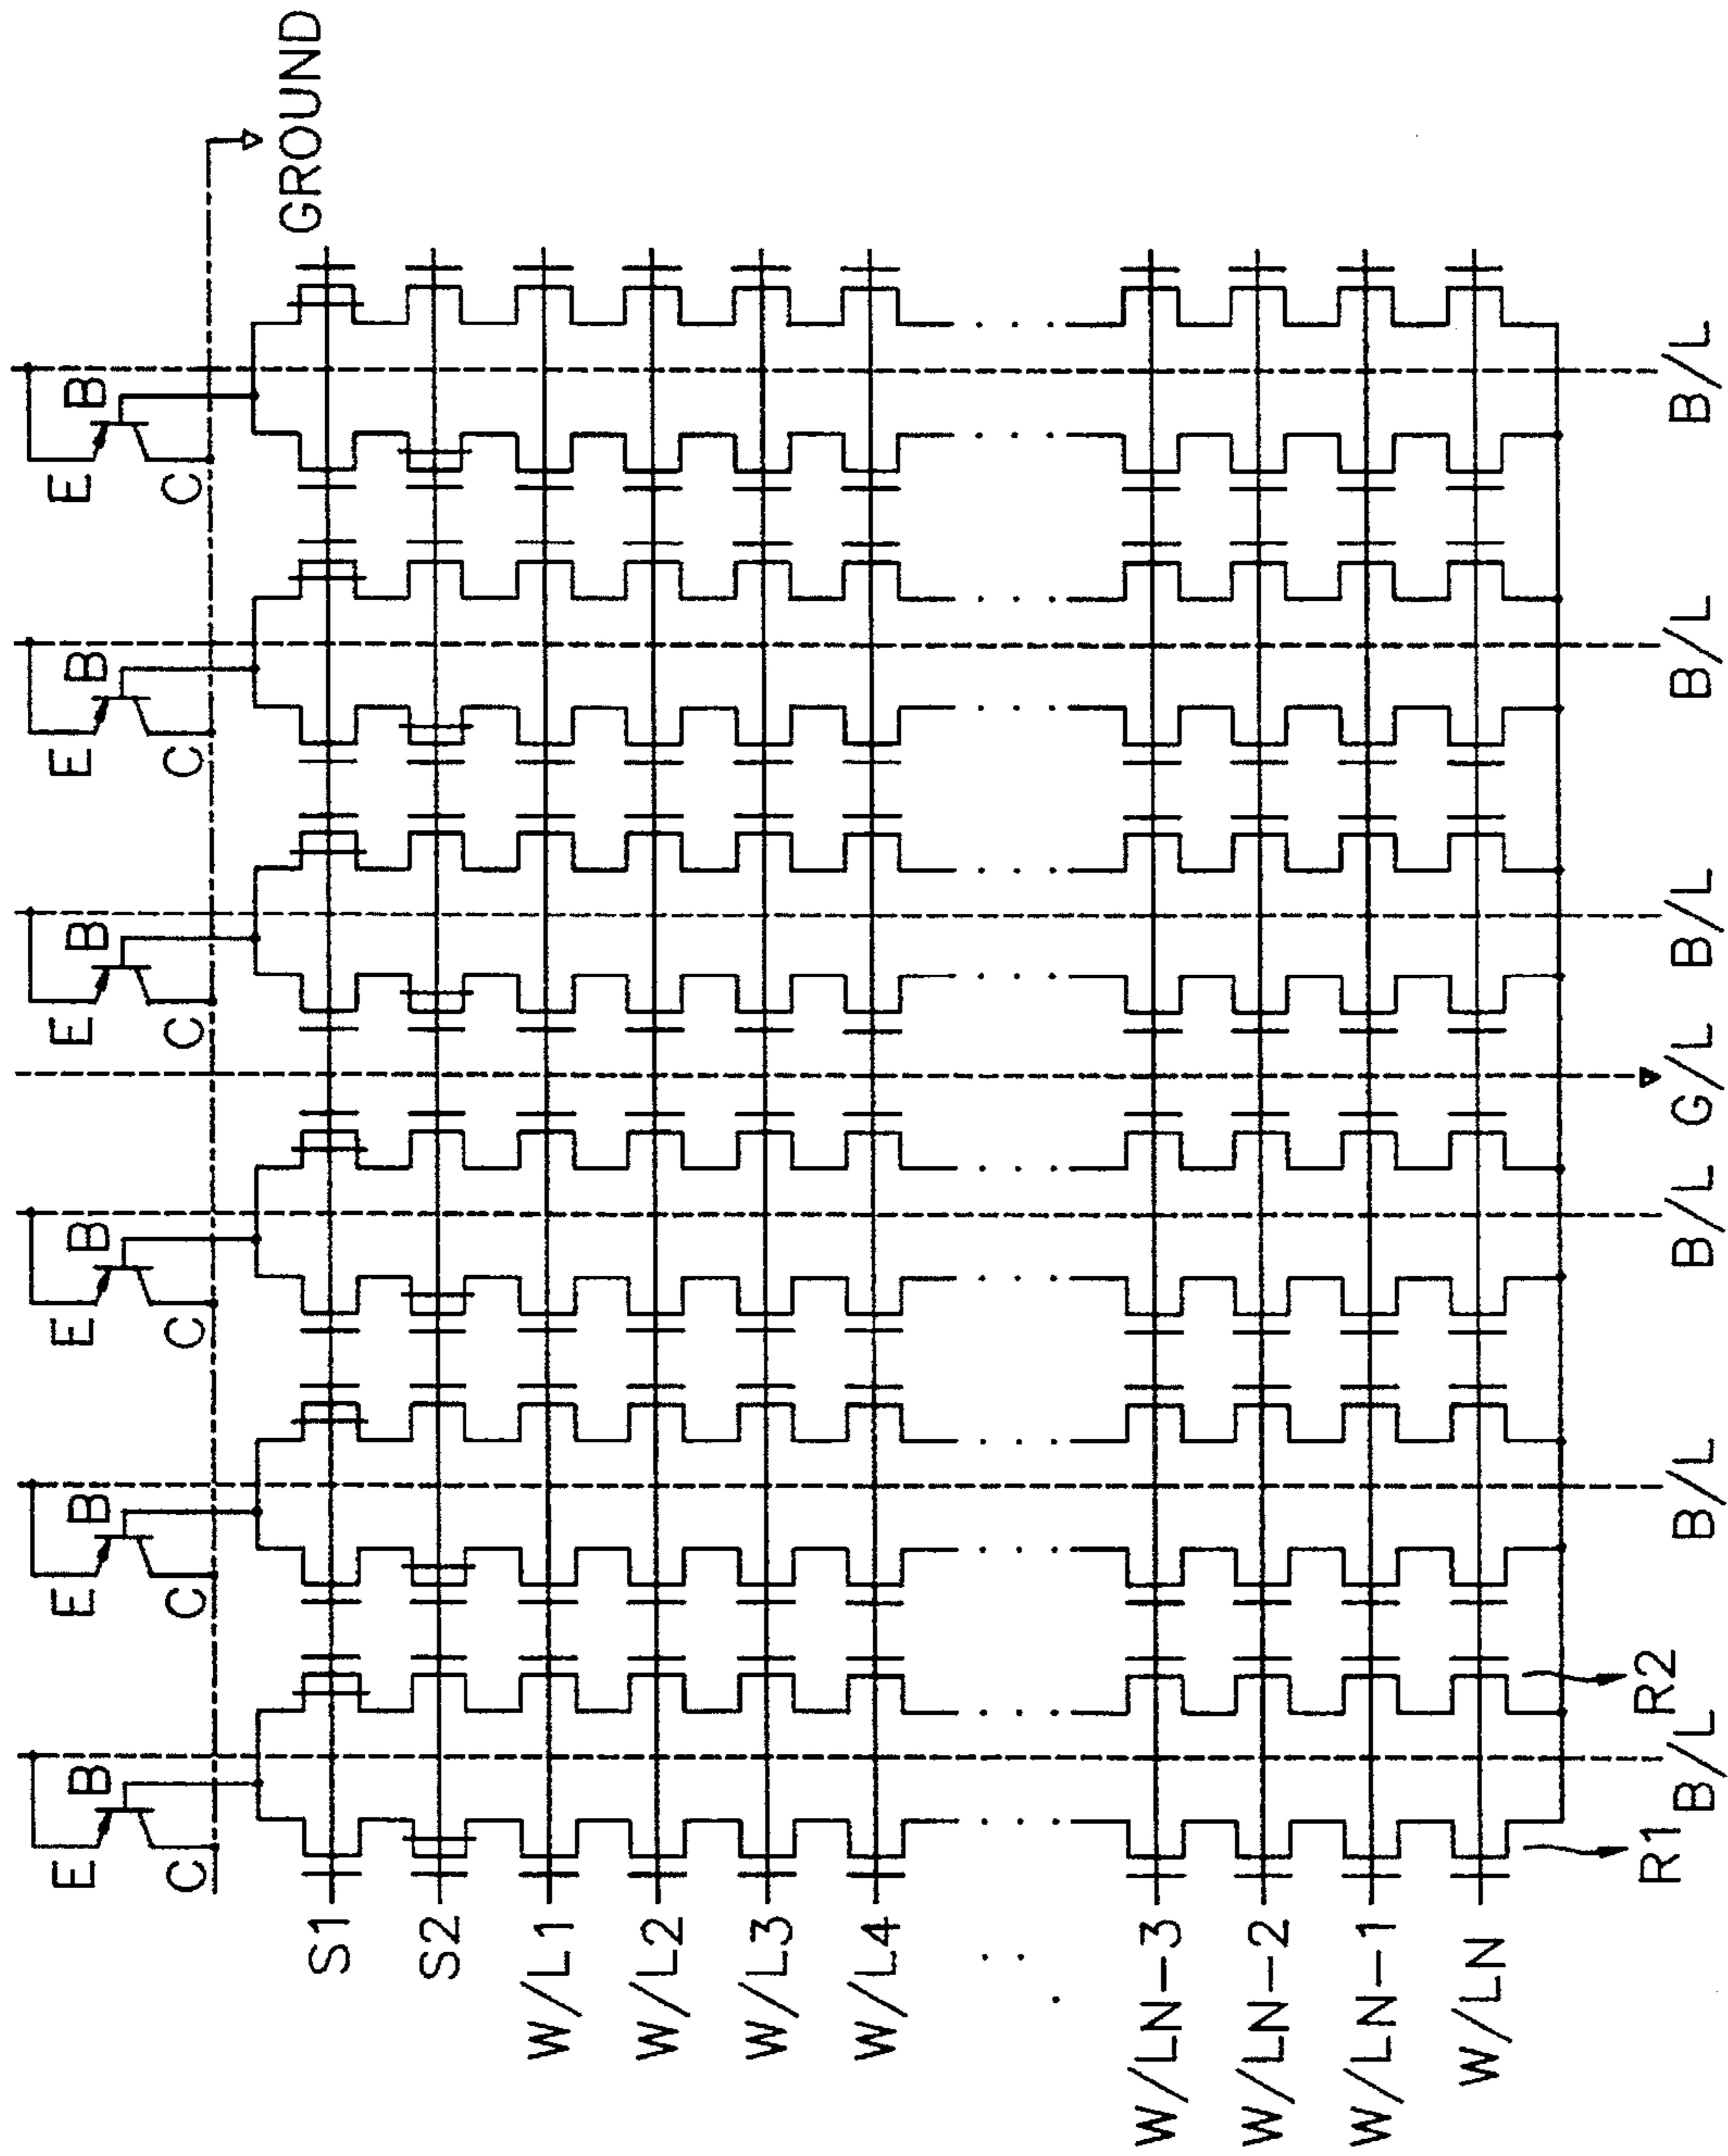 GROUND
E B C
E B C
E B C
E B C
E B C
E B C
S1
S2
W/L1
W/L2
W/L3
W/L4
W/LN-3
W/LN-2
W/LN-1
W/LN
R1 R2
B/L B/L B/L G/L B/L B/L B/L